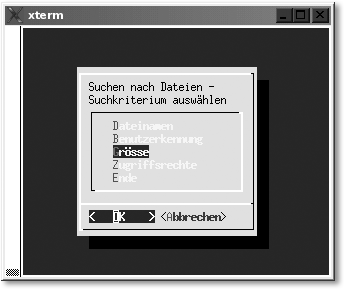 xterm
Suchen nach Dateien -
Suchkriterium auswählen
Dateinamen
Benutzerkennung
Grösse
Zugriffsrechte
Ende
< OK > <Abbrechen>